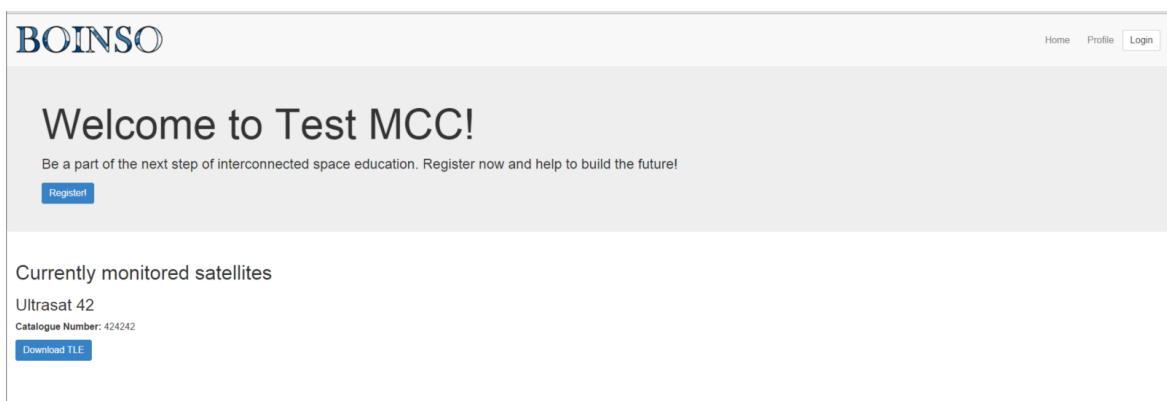 BOINSO
Home Profile Login
Welcome to Test MCC!
Be a part of the next step of interconnected space education. Register now and help to build the future!
Register!
Currently monitored satellites
Ultrasat 42
Catalogue Number: 424242
Download TLE